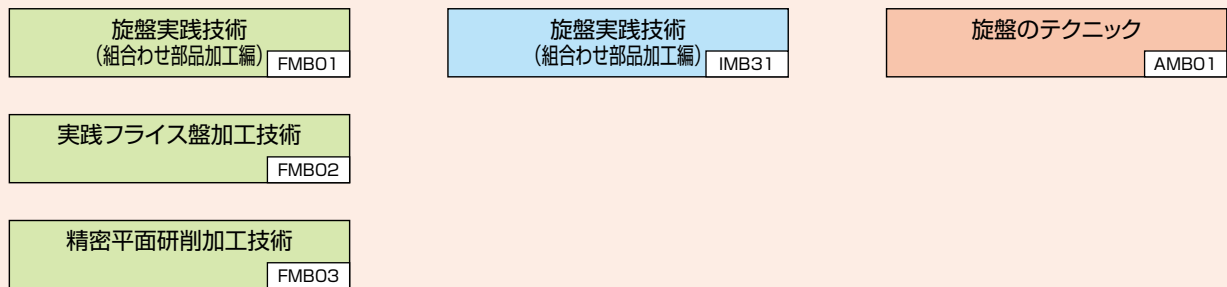 旋盤実践技術
（組合わせ部品加工編）
FMB01
旋盤実践技術
（組合わせ部品加工編）
IMB31
旋盤のテクニック
AMB01
実践フライス盤加工技術
FMB02
精密平面研削加工技術
FMB03